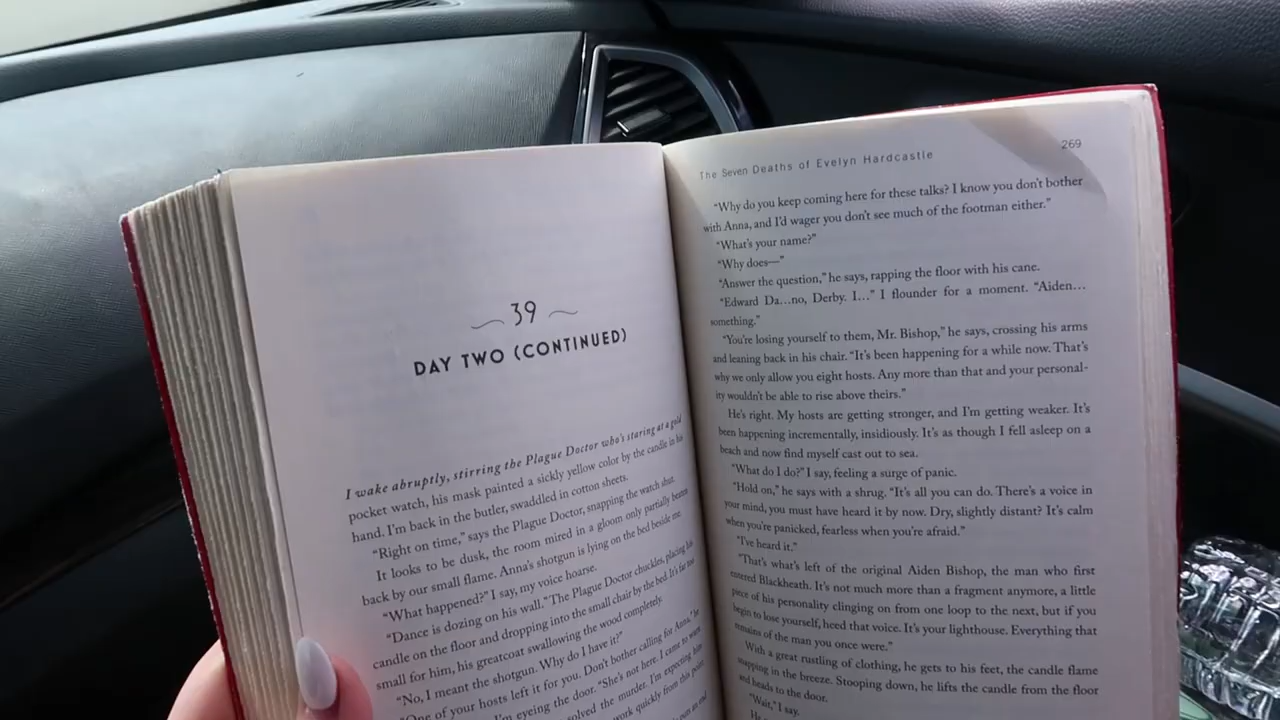 39
DAY TWO (CONTINUED)
I wake abruptly, stirring the Plague Doctor who's staring at a gold
pocket watch, his mask painted a sickly yellow color by the candle in his
hand. I'm back in the butler, swaddled in cotton sheets.
"Right on time," says the Plague Doctor, snapping the watch shut.
It looks to be dusk, the room mired in a gloom only partially beaten
back by our small flame. Anna's shotgun is lying on the bed beside me.
"What happened?" I say, my voice hoarse.
"Dance is dozing on his wall." The Plague Doctor chuckles, placing his
candle on the floor and dropping into the small chair by the bed. It's far too
small for him, his greatcoat swallowing the wood completely.
"No, I meant the shotgun. Why do I have it?"
"One of your hosts left it for you. Don't bother calling for Anna," he
I'm eyeing the door. "She's not here. I came to
solved the murder. I'm expecting him
work quickly from this point
The Seven Deaths of Evelyn Hardcastle
269
"Why do you keep coming here for these talks? I know you don't bother
with Anna, and I'd wager you don't see much of the footman either."
"What's your name?"
"Why does—"
"Answer the question," he says, rapping the floor with his cane.
"Edward Da…no, Derby. I…" I flounder for a moment. "Aiden…
something."
"You're losing yourself to them, Mr. Bishop," he says, crossing his arms
and leaning back in his chair. "It's been happening for a while now. That's
why we only allow you eight hosts. Any more than that and your personal-
ity wouldn't be able to rise above theirs."
He's right. My hosts are getting stronger, and I'm getting weaker. It's
been happening incrementally, insidiously. It's as though I fell asleep on a
beach and now find myself cast out to sea.
"What do I do?" I say, feeling a surge of panic.
"Hold on," he says with a shrug. "It's all you can do. There's a voice in
your mind, you must have heard it by now. Dry, slightly distant? It's calm
when you're panicked, fearless when you're afraid."
"I've heard it."
"That's what's left of the original Aiden Bishop, the man who first
entered Blackheath. It's not much more than a fragment anymore, a little
piece of his personality clinging on from one loop to the next, but if you
begin to lose yourself, heed that voice. It's your lighthouse. Everything that
remains of the man you once were."
With a great rustling of clothing, he gets to his feet, the candle flame
snapping in the breeze. Stooping down, he lifts the candle from the floor
and heads to the door.
"Wait," I say.